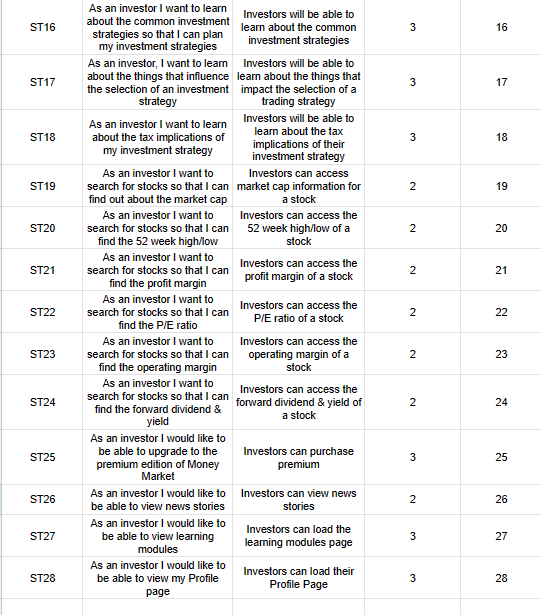 ST16
As an investor I want to learn
about the common investment
strategies so that I can plan
my investment strategies
Investors will be able to
learn about the common
investment strategies
3
16
ST17
As an investor, I want to learn
about the things that influence
the selection of an investment
strategy
Investors will be able to
learn about the things that
impact the selection of a
trading strategy
3
17
ST18
As an investor I want to learn
about the tax implications of
my investment strategy
Investors will be able to
learn about the tax
implications of their
investment strategy
3
18
ST19
As an investor I want to
search for stocks so that I can
find out about the market cap
Investors can access
market cap information for
a stock
2
19
ST20
As an investor I want to
search for stocks so that I can
find the 52 week high/low
Investors can access the
52 week high/low of a
stock
2
20
ST21
As an investor I want to
search for stocks so that I can
find the profit margin
Investors can access the
profit margin of a stock
2
21
ST22
As an investor I want to
search for stocks so that I can
find the P/E ratio
Investors can access the
P/E ratio of a stock
2
22
ST23
As an investor I want to
search for stocks so that I can
find the operating margin
Investors can access the
operating margin of a
stock
2
23
ST24
As an investor I want to
search for stocks so that I can
find the forward dividend &
yield
Investors can access the
forward dividend & yield of
a stock
2
24
ST25
As an investor I would like to
be able to upgrade to the
premium edition of Money
Market
Investors can purchase
premium
3
25
ST26
As an investor I would like to
be able to view news stories
Investors can view news
stories
2
26
ST27
As an investor I would like to
be able to view learning
modules
Investors can load the
learning modules page
3
27
ST28
As an investor I would like to
be able to view my Profile
page
Investors can load their
Profile Page
3
28